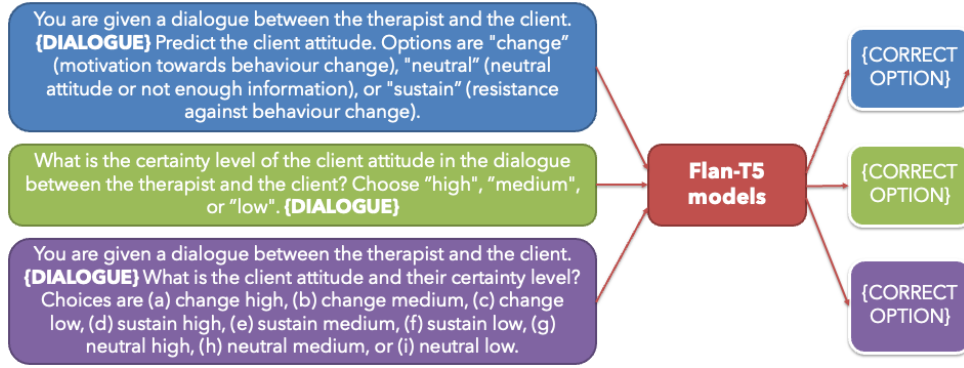 You are given a dialogue between the therapist and the client.
{DIALOGUE} Predict the client attitude. Options are "change"
(motivation towards behaviour change), "neutral" (neutral
attitude or not enough information), or "sustain" (resistance
against behaviour change).
What is the certainty level of the client attitude in the dialogue
between the therapist and the client? Choose "high", "medium",
or "low". {DIALOGUE}
You are given a dialogue between the therapist and the client.
{DIALOGUE} What is the client attitude and their certainty level?
Choices are (a) change high, (b) change medium, (c) change
low, (d) sustain high, (e) sustain medium, (f) sustain low, (g)
neutral high, (h) neutral medium, or (i) neutral low.
Flan-T5
models
{CORRECT
OPTION}
{CORRECT
OPTION}
{CORRECT
OPTION}